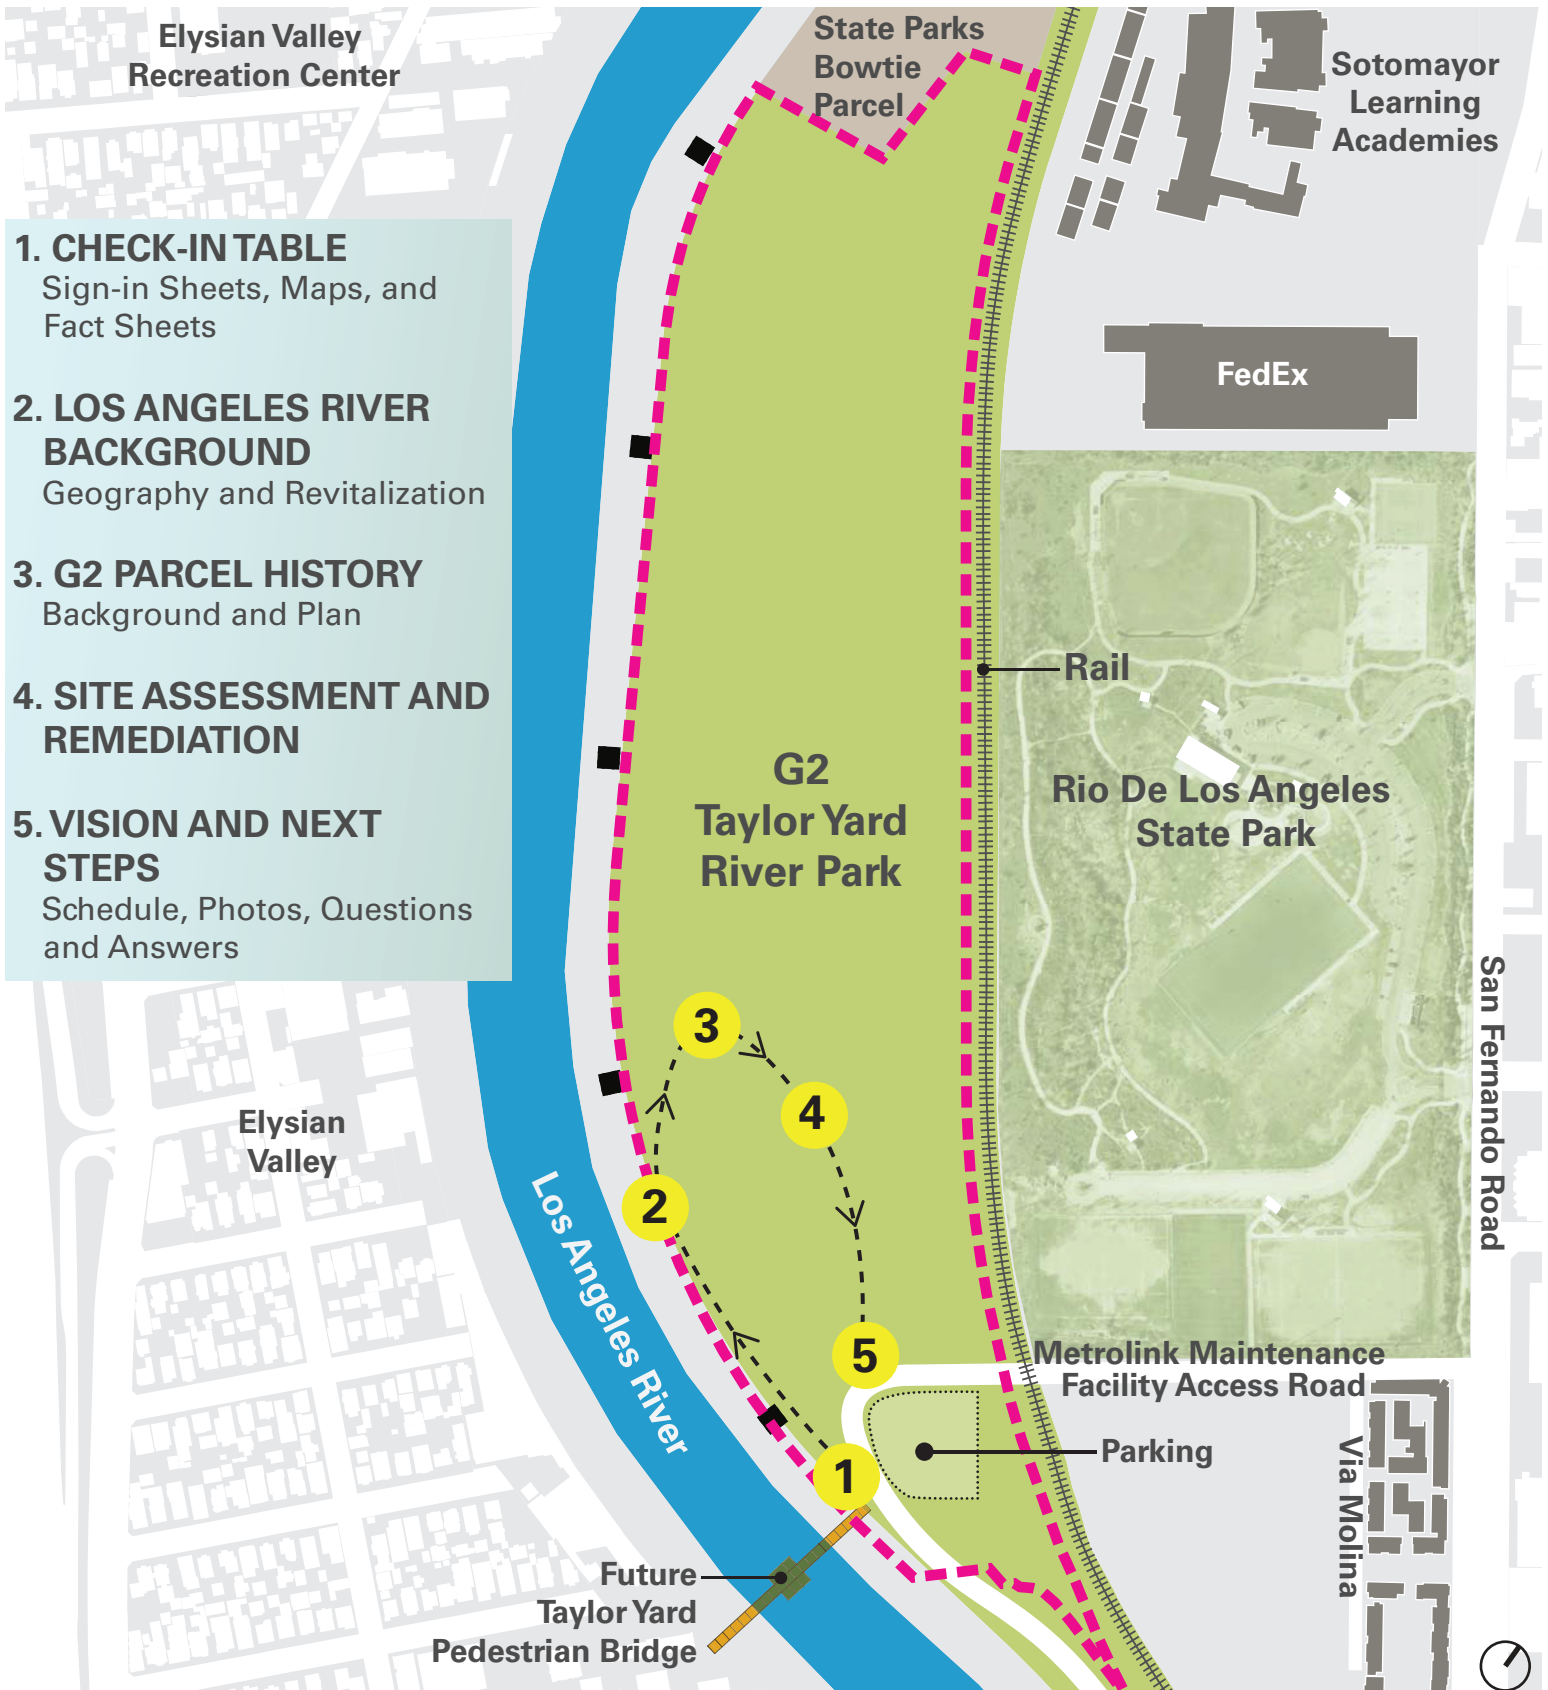 Elysian Valley
Recreation Center
State Parks
Bowtie
Parcel
Sotomayor
Learning
Academies
1. CHECK-IN TABLE
Sign-in Sheets, Maps, and
Fact Sheets
2. LOS ANGELES RIVER
BACKGROUND
Geography and Revitalization
3. G2 PARCEL HISTORY
Background and Plan
4. SITE ASSESSMENT AND
REMEDIATION
5. VISION AND NEXT
STEPS
Schedule, Photos, Questions
and Answers
FedEx
Rail
G2
Taylor Yard
River Park
Rio De Los Angeles
State Park
San Fernando Road
3
4
2
5
1
Elysian
Valley
Los Angeles River
Metrolink Maintenance
Facility Access Road
Parking
Via Molina
Future
Taylor Yard
Pedestrian Bridge